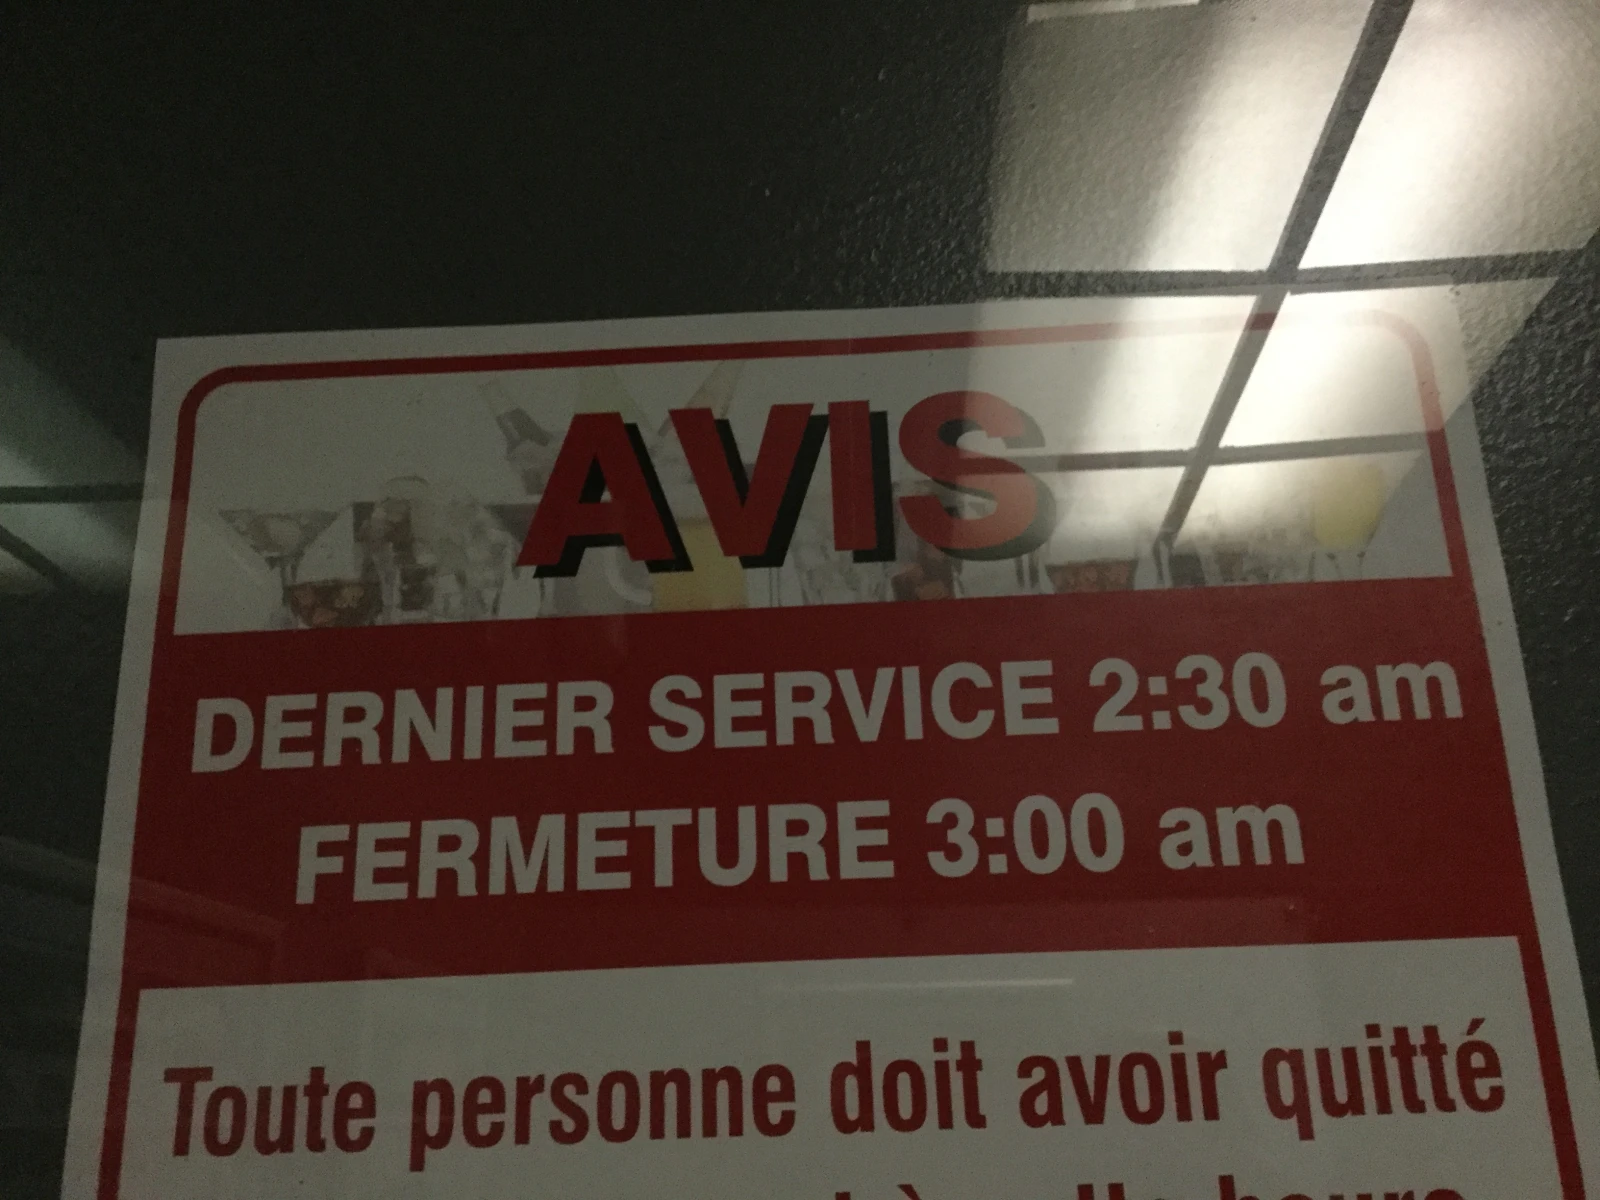 AVIS
DERNIER SERVICE 2:30 am
FERMETURE 3:00 am
Toute personne doit avoir quitté